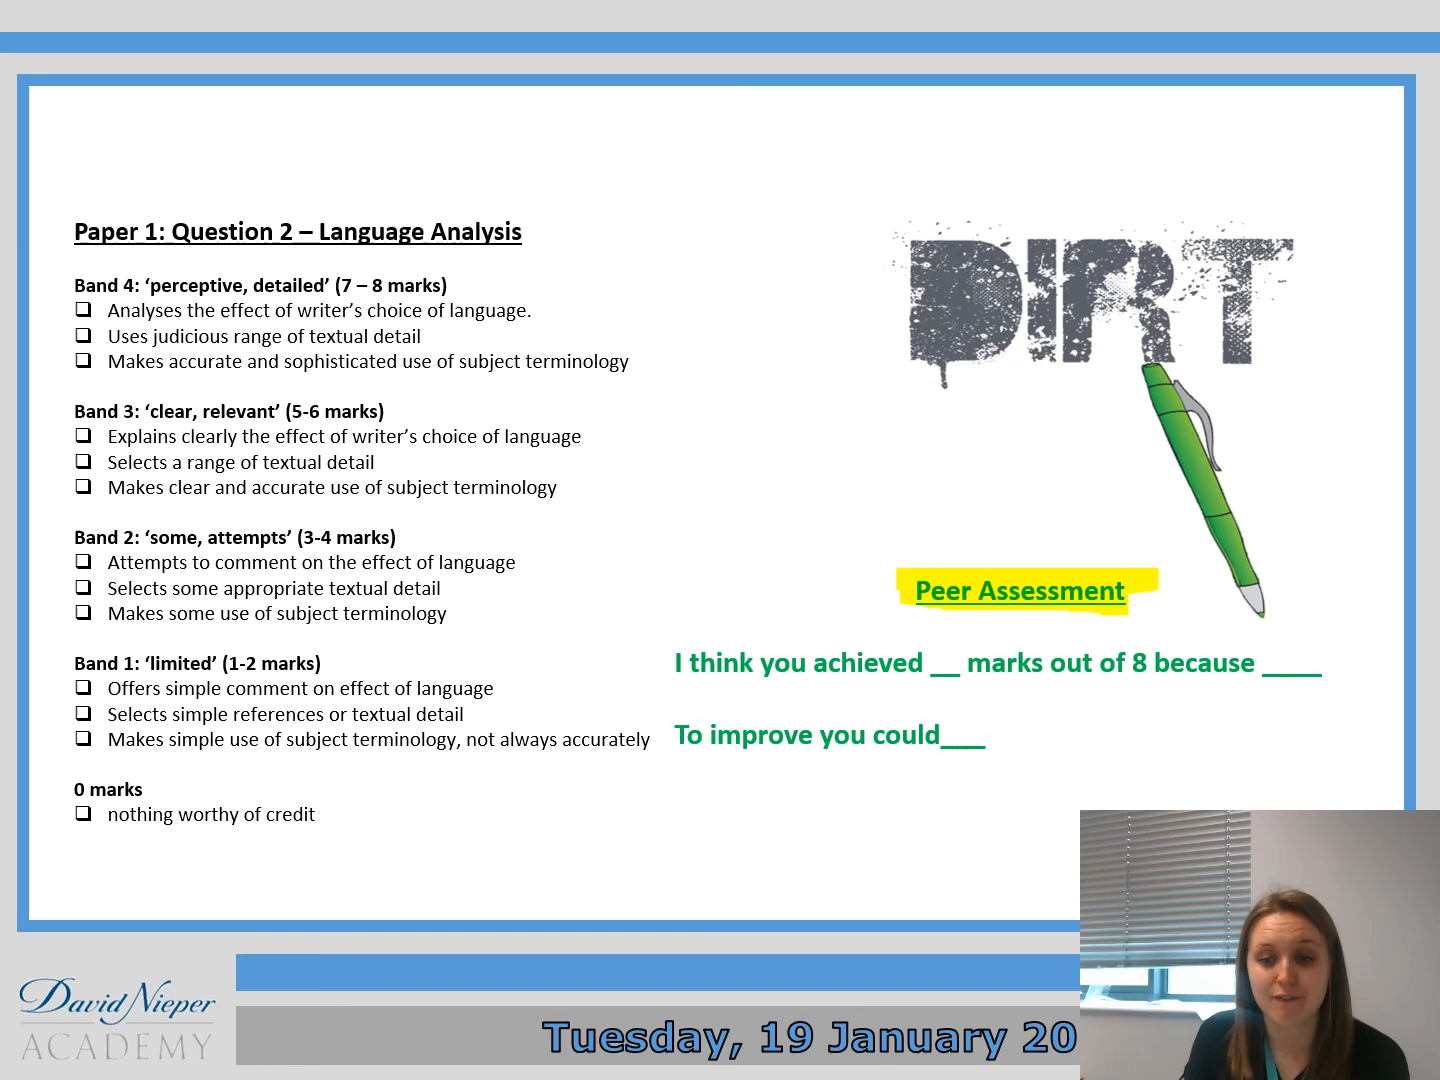 Paper 1: Question 2 – Language Analysis
Band 4: ‘perceptive, detailed’ (7 – 8 marks)
❑ Analyses the effect of writer’s choice of language.
❑ Uses judicious range of textual detail
❑ Makes accurate and sophisticated use of subject terminology
Band 3: ‘clear, relevant’ (5-6 marks)
❑ Explains clearly the effect of writer’s choice of language
❑ Selects a range of textual detail
❑ Makes clear and accurate use of subject terminology
Band 2: ‘some, attempts’ (3-4 marks)
❑ Attempts to comment on the effect of language
❑ Selects some appropriate textual detail
❑ Makes some use of subject terminology
Band 1: ‘limited’ (1-2 marks)
❑ Offers simple comment on effect of language
❑ Selects simple references or textual detail
❑ Makes simple use of subject terminology, not always accurately
0 marks
❑ nothing worthy of credit
DIRT
Peer Assessment
I think you achieved __ marks out of 8 because ____
To improve you could___
David Nieper
ACADEMY
Tuesday, 19 January 20